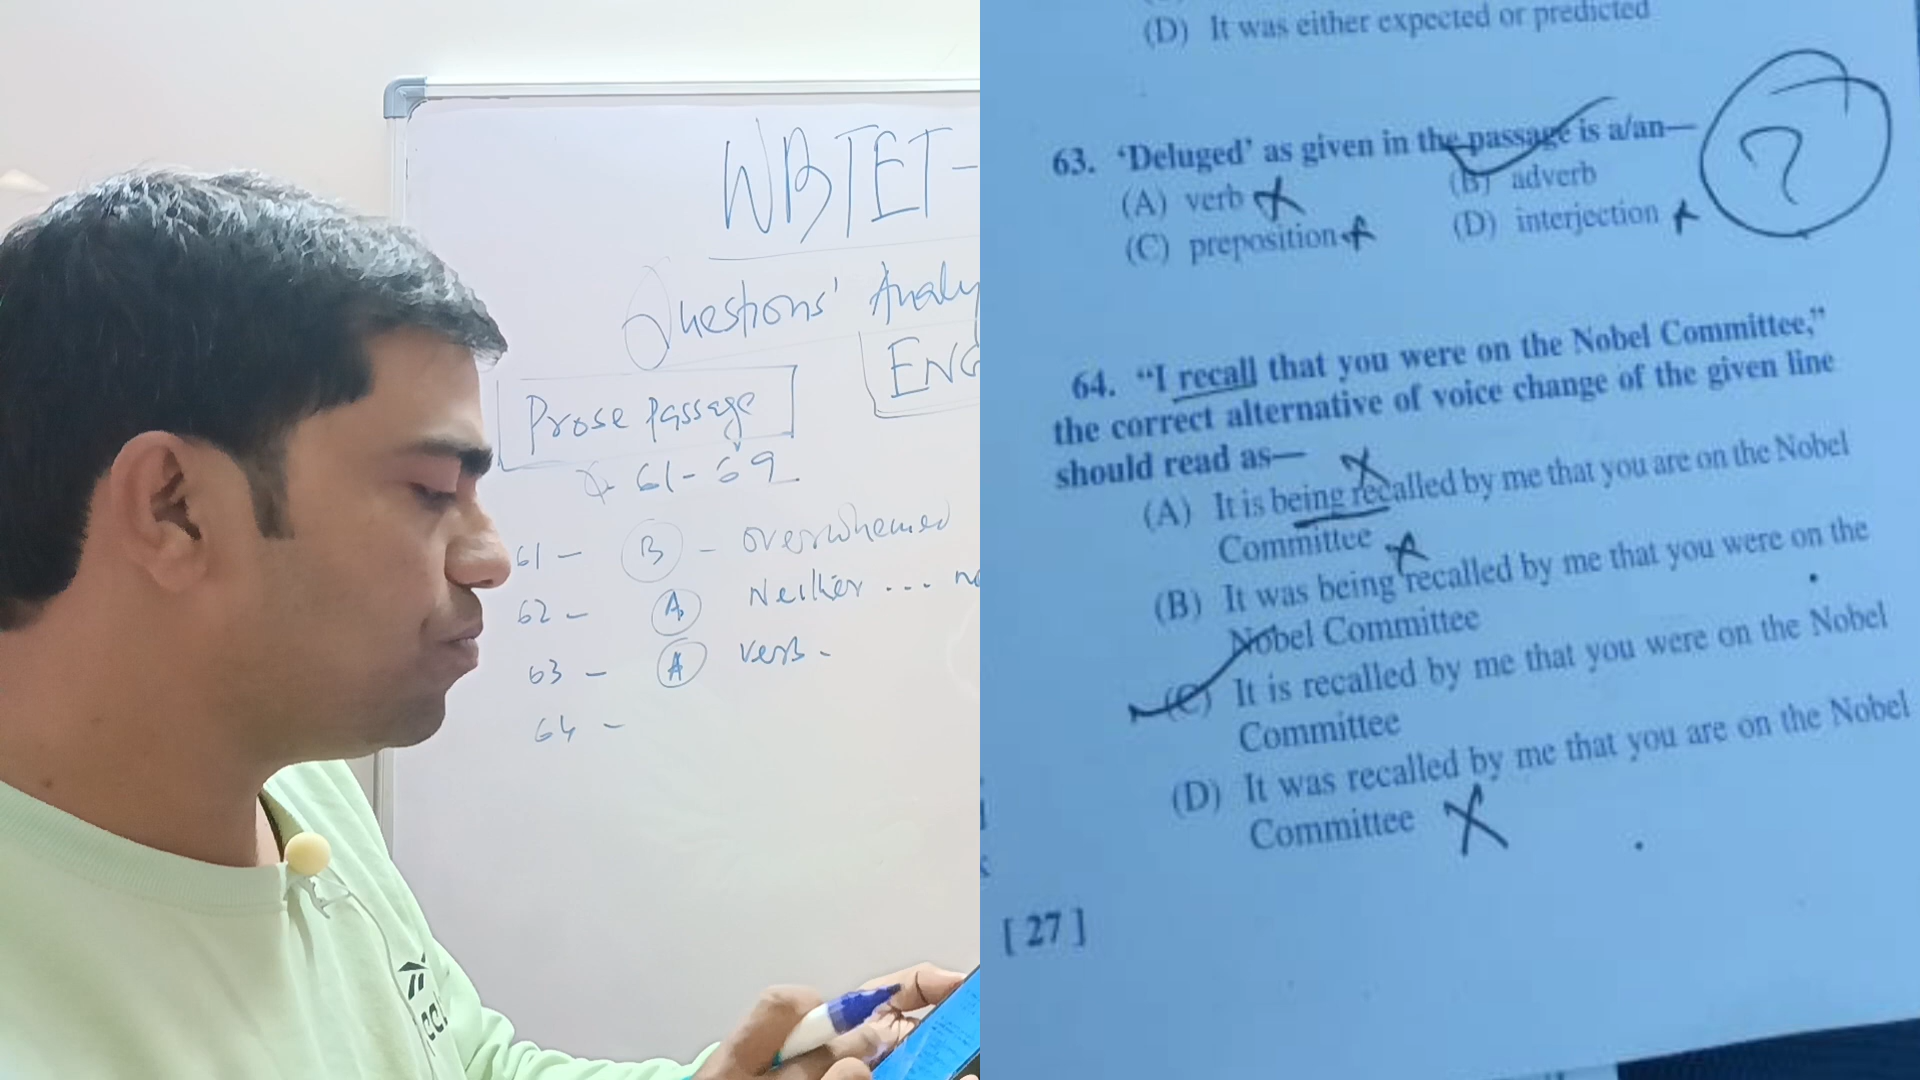 WBTET-
Questions' Analy
ENG
Prose Passage
Q. 61-69
61 - B - overwhemed
62 - A Neither ... no
63 - A verb.
64 -
(D) It was either expected or predicted
63. ‘Deluged’ as given in the passage is a/an—
(A) verb
(B) adverb
(C) preposition
(D) interjection
?
64. “I recall that you were on the Nobel Committee,”
the correct alternative of voice change of the given line
should read as—
(A) It is being recalled by me that you are on the Nobel
Committee
(B) It was being recalled by me that you were on the
Nobel Committee
(C) It is recalled by me that you were on the Nobel
Committee
(D) It was recalled by me that you are on the Nobel
Committee
[ 27 ]